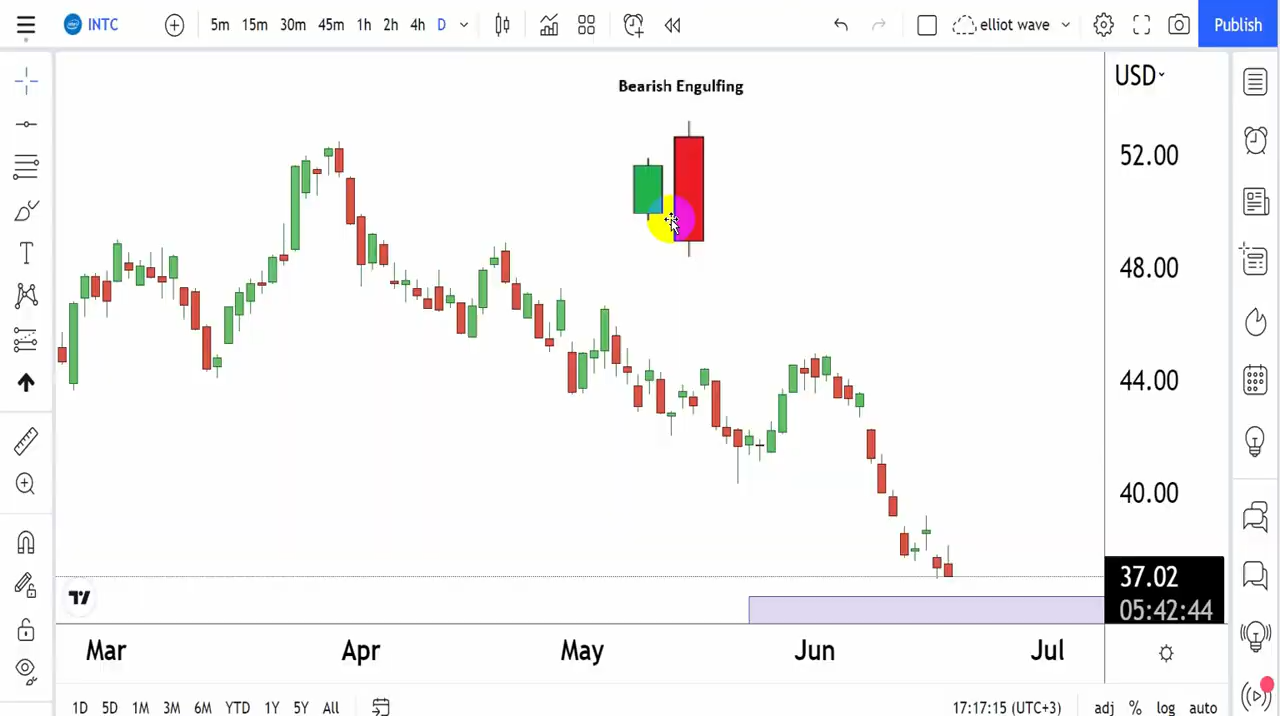 INTC 5m 15m 30m 45m 1h 2h 4h D elliot wave Publish
USD
Bearish Engulfing
52.00
48.00
44.00
40.00
37.02
05:42:44
Mar Apr May Jun Jul
1D 5D 1M 3M 6M YTD 1Y 5Y All 17:17:15 (UTC+3) adj % log auto